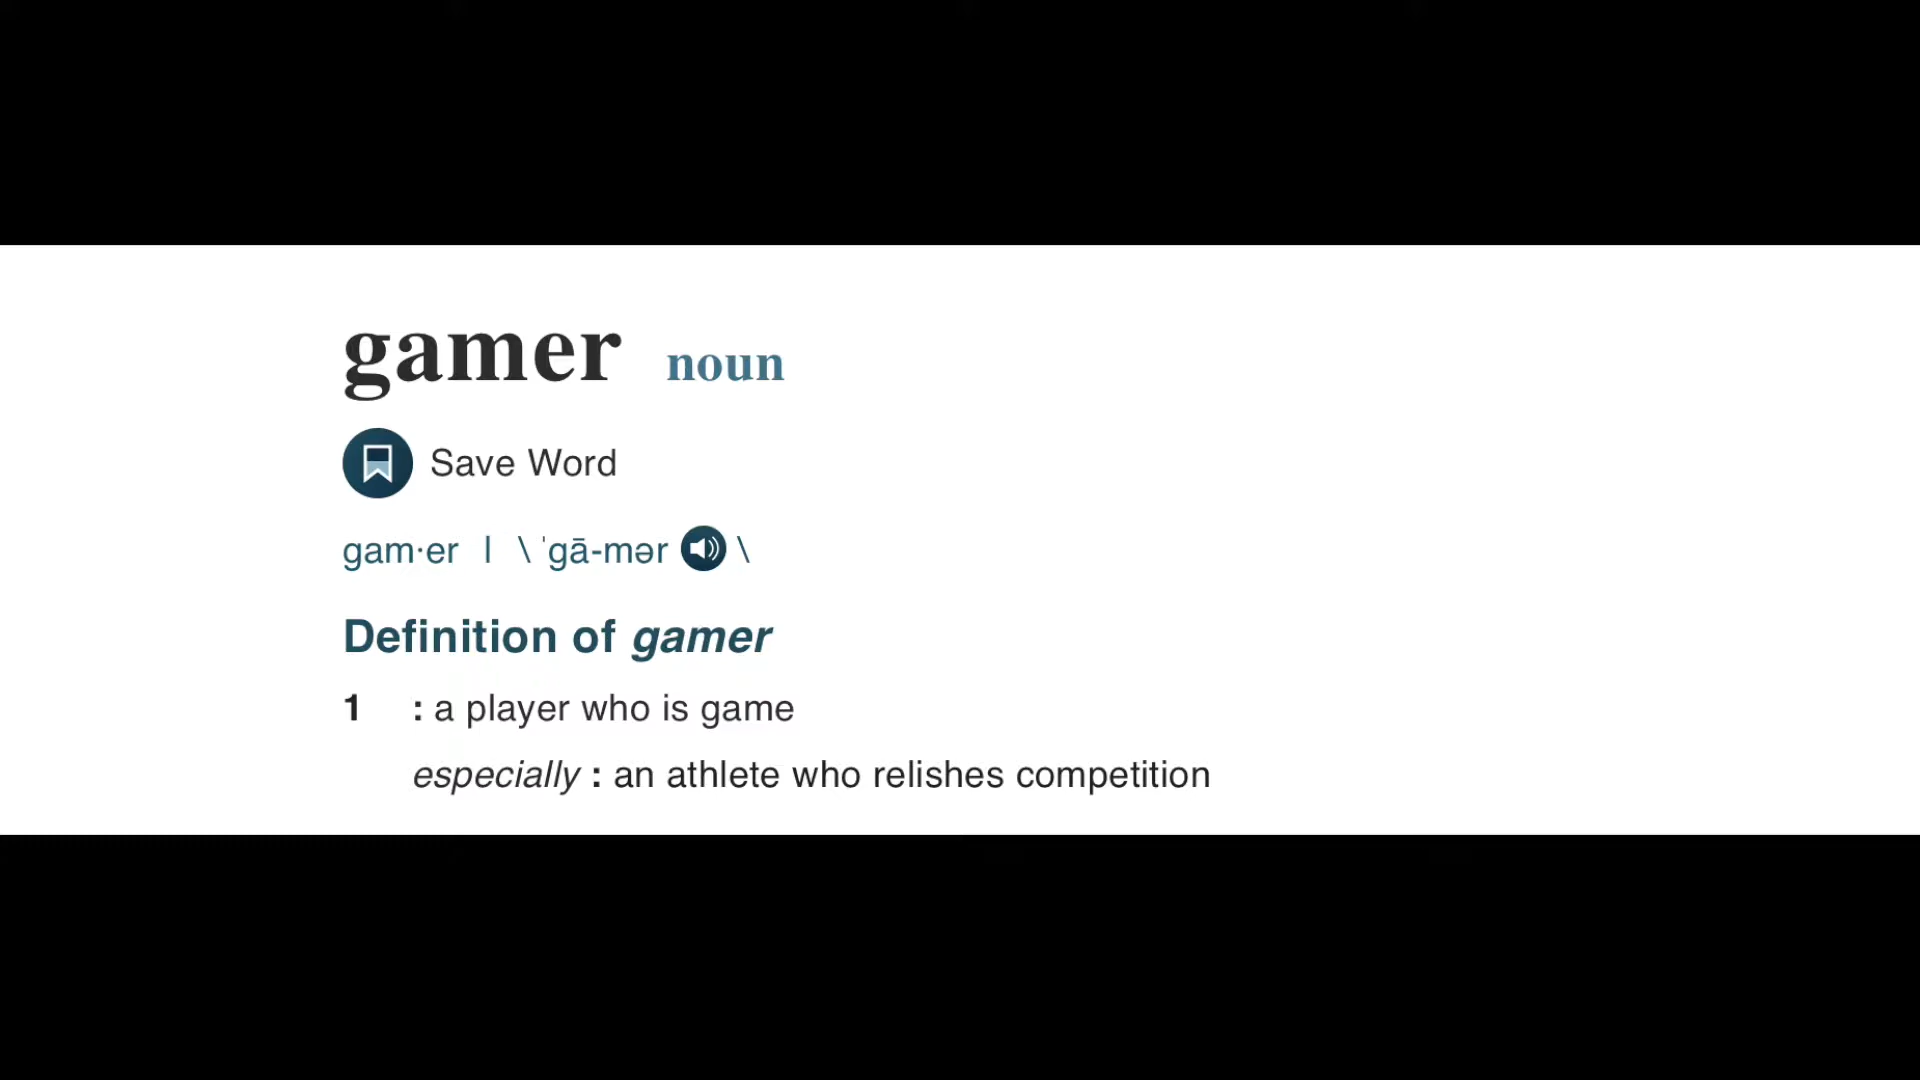 gamer noun
Save Word
gam·er | \ ˈgā-mər \
Definition of gamer
1 : a player who is game
especially : an athlete who relishes competition